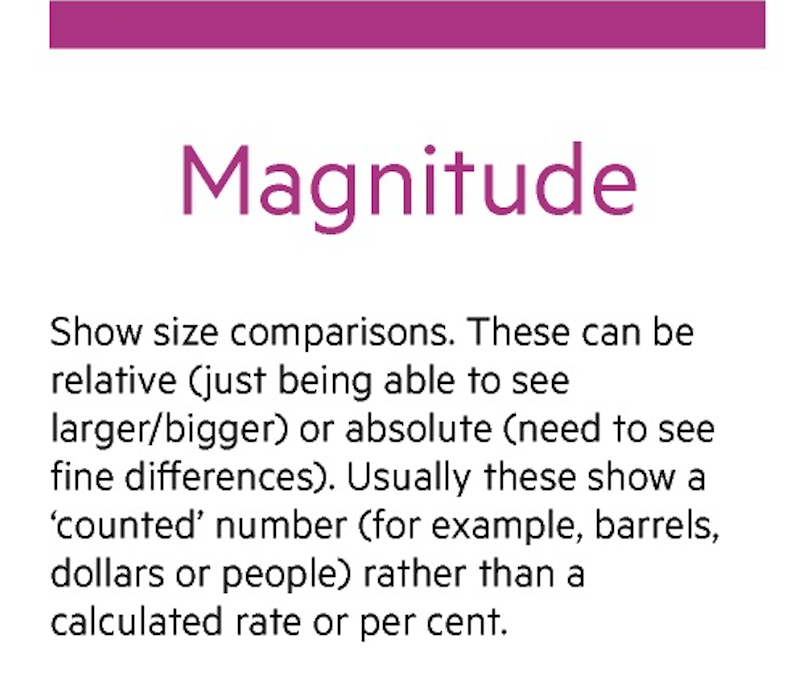 Magnitude
Show size comparisons. These can be
relative (just being able to see
larger/bigger) or absolute (need to see
fine differences). Usually these show a
‘counted’ number (for example, barrels,
dollars or people) rather than a
calculated rate or per cent.